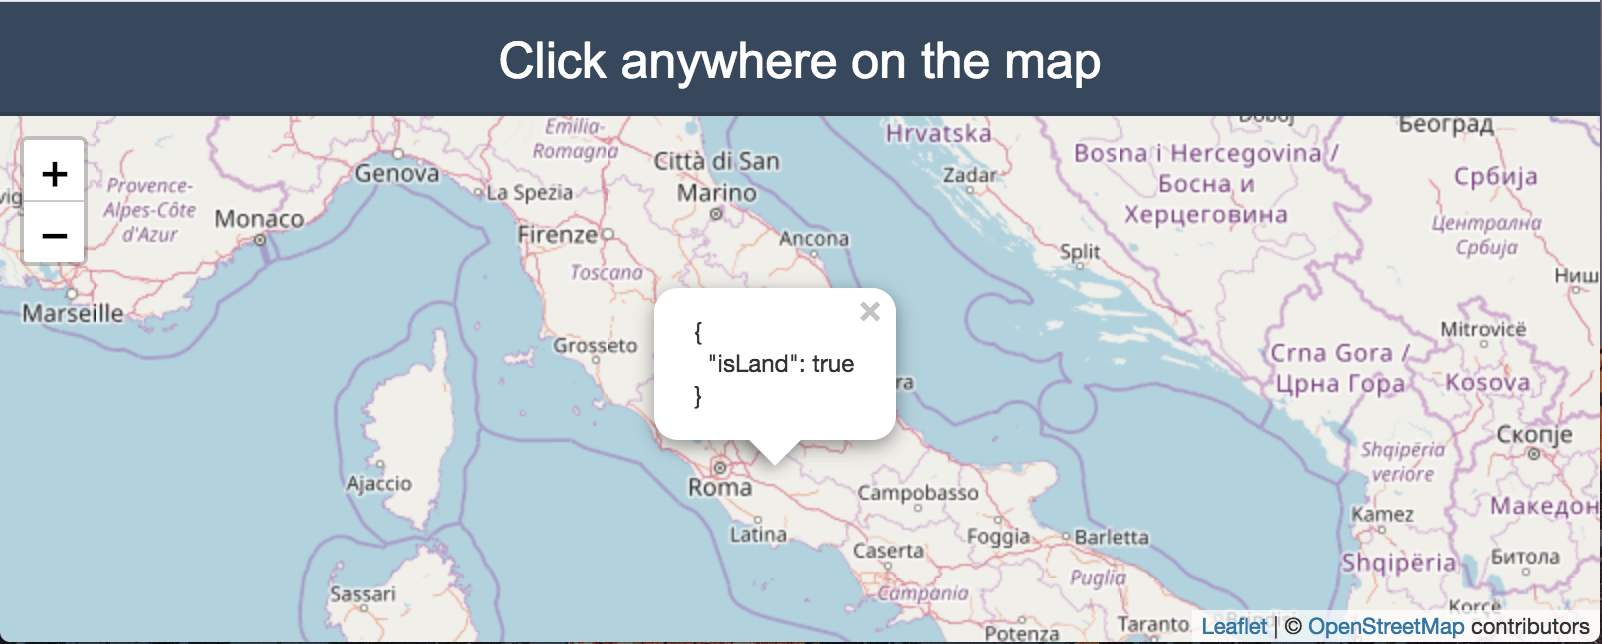 Click anywhere on the map
+
−
Emilia-
Romagna
Hrvatska
Београд
Genova
Città di San
Marino
Bosna i Hercegovina /
Босна и
Херцеговина
Zadar
Србија
Provence-
Alpes-Côte
d'Azur
La Spezia
Monaco
Firenze
Ancona
Централна
Србија
Split
Toscana
Ниш
Marseille
×
{
"isLand": true
}
Grosseto
Mitrovicë
Crna Gora /
Црна Гора
Kosova
Скопје
Shqipëria
veriore
Ajaccio
Roma
Campobasso
Latina
Foggia
Barletta
Kamez
Македон
Caserta
Shqipëria
Битола
Sassari
Campania
Puglia
Korçë
Potenza
Taranto
Leaflet | © OpenStreetMap contributors